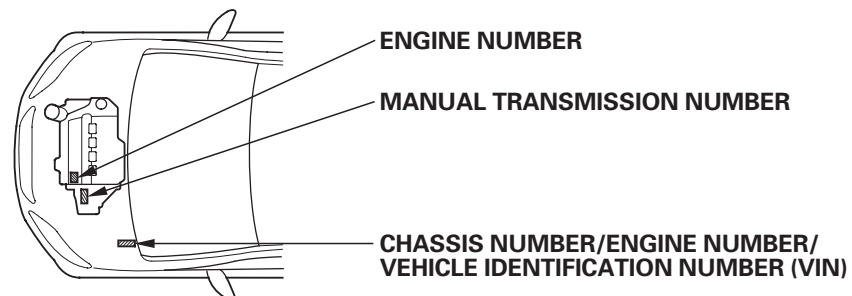 ENGINE NUMBER
MANUAL TRANSMISSION NUMBER
CHASSIS NUMBER/ENGINE NUMBER/
VEHICLE IDENTIFICATION NUMBER (VIN)